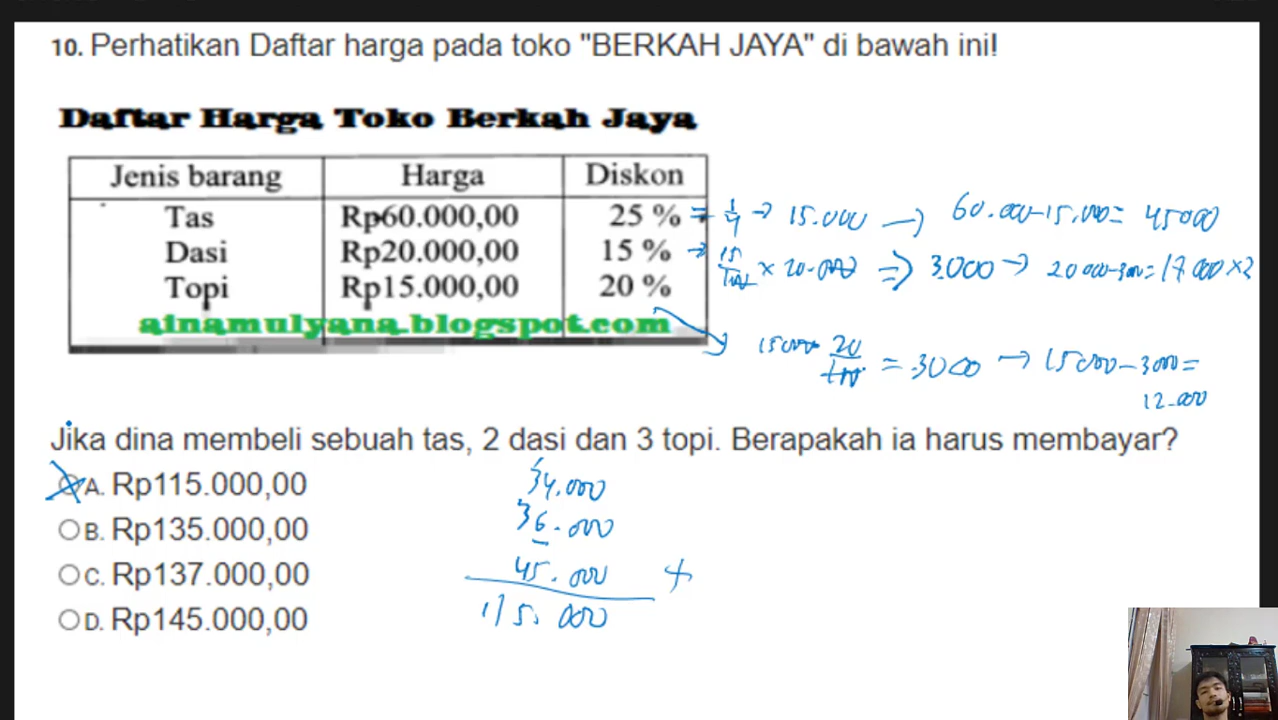 10. Perhatikan Daftar harga pada toko "BERKAH JAYA" di bawah ini!
Daftar Harga Toko Berkah Jaya
Jenis barang Harga Diskon
Tas Rp60.000,00 25 % = 1/4 → 15.000 → 60.000-15.000= 45000
Dasi Rp20.000,00 15 % → 15/100 × 20.000 ⇒ 3.000 → 20000-3000=17000×2
Topi Rp15.000,00 20 %
ainamulyana.blogspot.com
15000 20/100 = 3000 → 15000-3000=
12.000
Jika dina membeli sebuah tas, 2 dasi dan 3 topi. Berapakah ia harus membayar?
A. Rp115.000,00
B. Rp135.000,00
C. Rp137.000,00
D. Rp145.000,00
34.000
36.000
45.000 +
115.000